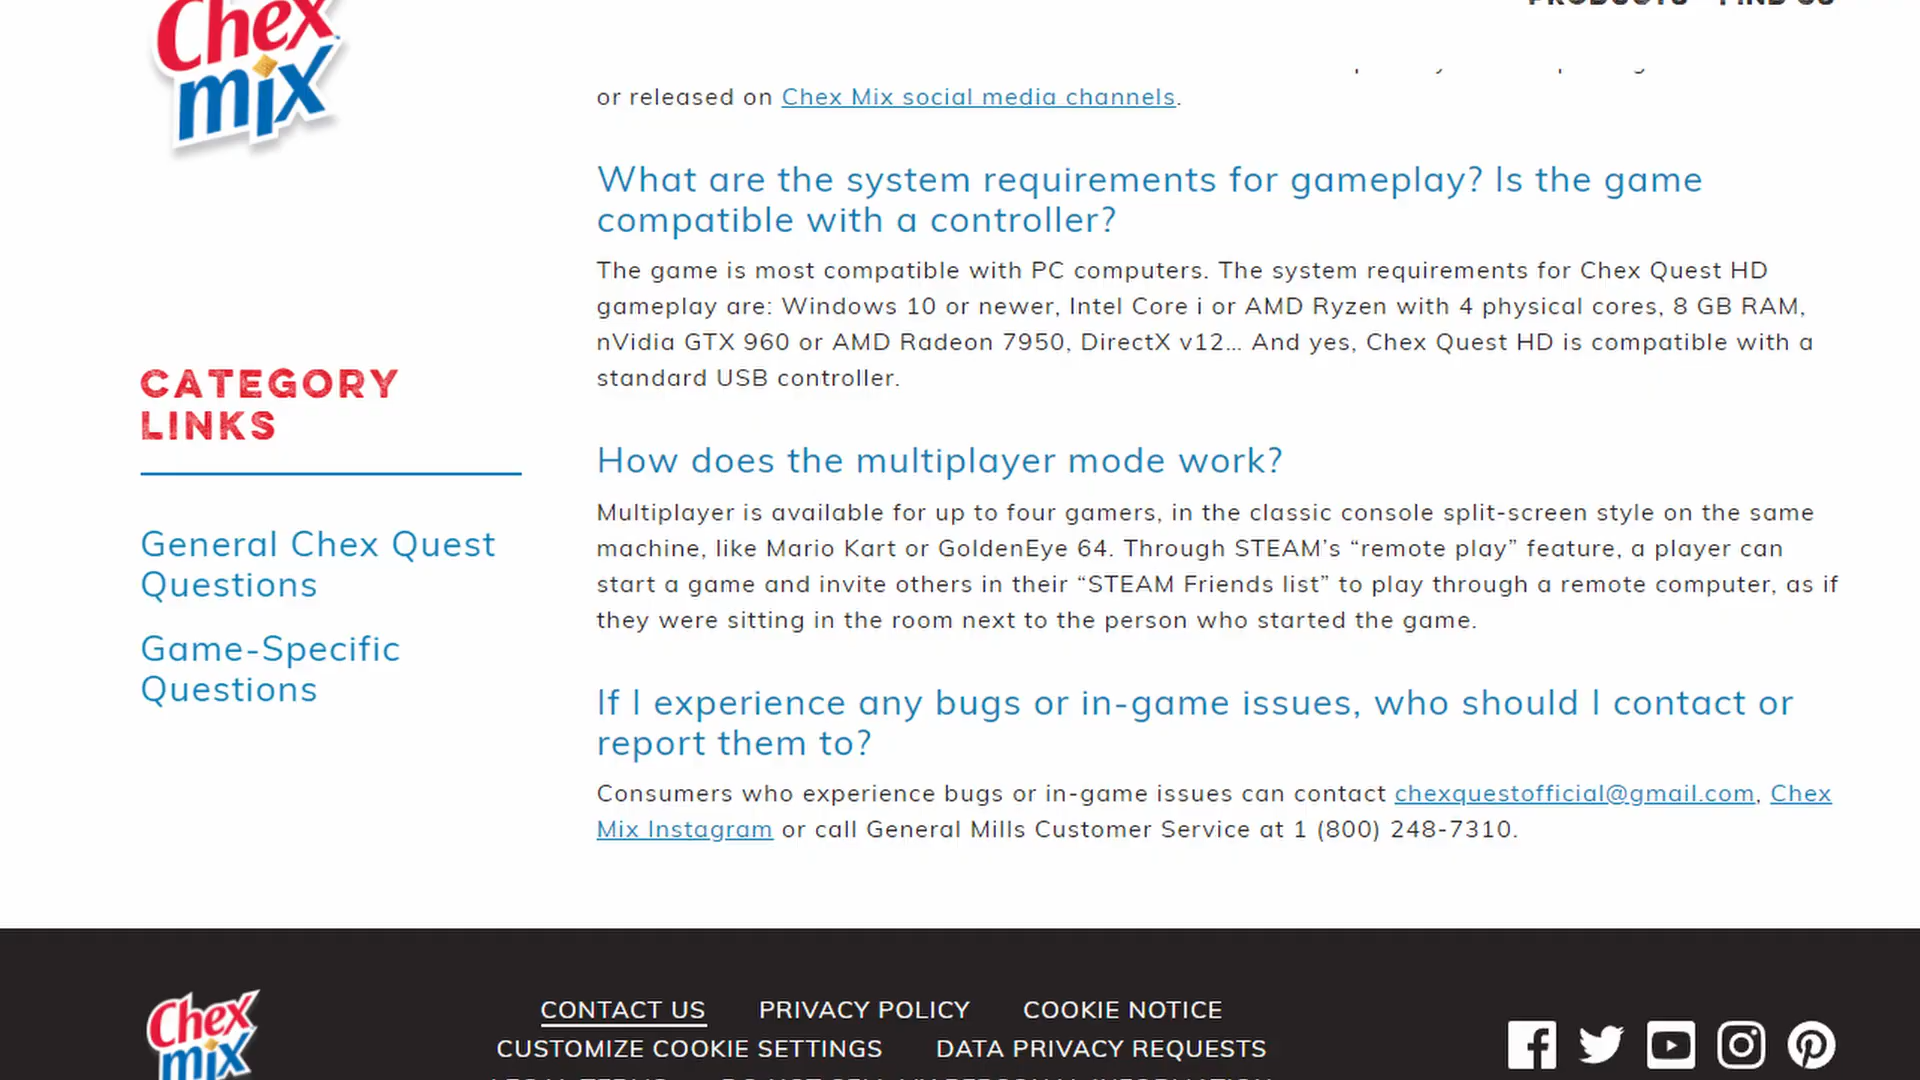 Chex
mix
PRODUCTS FIND US
or released on Chex Mix social media channels.
What are the system requirements for gameplay? Is the game
compatible with a controller?
The game is most compatible with PC computers. The system requirements for Chex Quest HD
gameplay are: Windows 10 or newer, Intel Core i or AMD Ryzen with 4 physical cores, 8 GB RAM,
nVidia GTX 960 or AMD Radeon 7950, DirectX v12... And yes, Chex Quest HD is compatible with a
standard USB controller.
CATEGORY
LINKS
General Chex Quest
Questions
Game-Specific
Questions
How does the multiplayer mode work?
Multiplayer is available for up to four gamers, in the classic console split-screen style on the same
machine, like Mario Kart or GoldenEye 64. Through STEAM’s “remote play” feature, a player can
start a game and invite others in their “STEAM Friends list” to play through a remote computer, as if
they were sitting in the room next to the person who started the game.
If I experience any bugs or in-game issues, who should I contact or
report them to?
Consumers who experience bugs or in-game issues can contact chexquestofficial@gmail.com, Chex
Mix Instagram or call General Mills Customer Service at 1 (800) 248-7310.
Chex
mix
CONTACT US PRIVACY POLICY COOKIE NOTICE
CUSTOMIZE COOKIE SETTINGS DATA PRIVACY REQUESTS